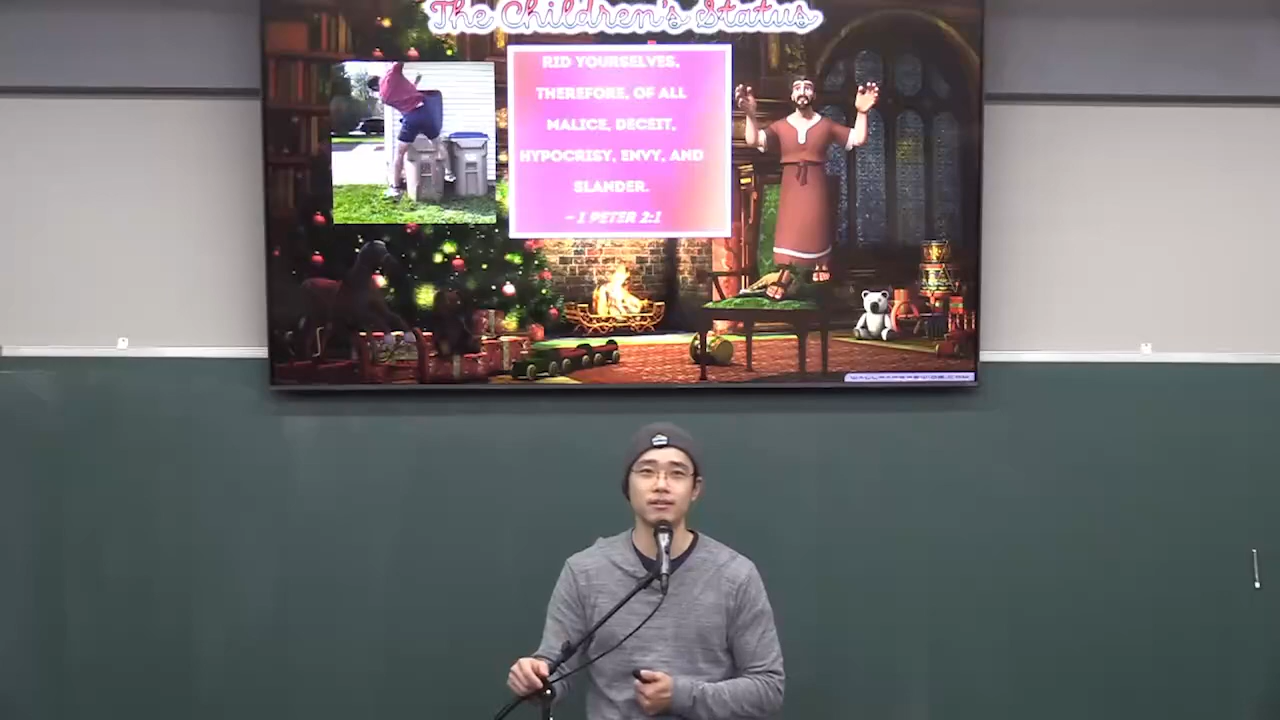 The Children's Status
RID YOURSELVES,
THEREFORE, OF ALL
MALICE, DECEIT,
HYPOCRISY, ENVY, AND
SLANDER.
– 1 PETER 2:1